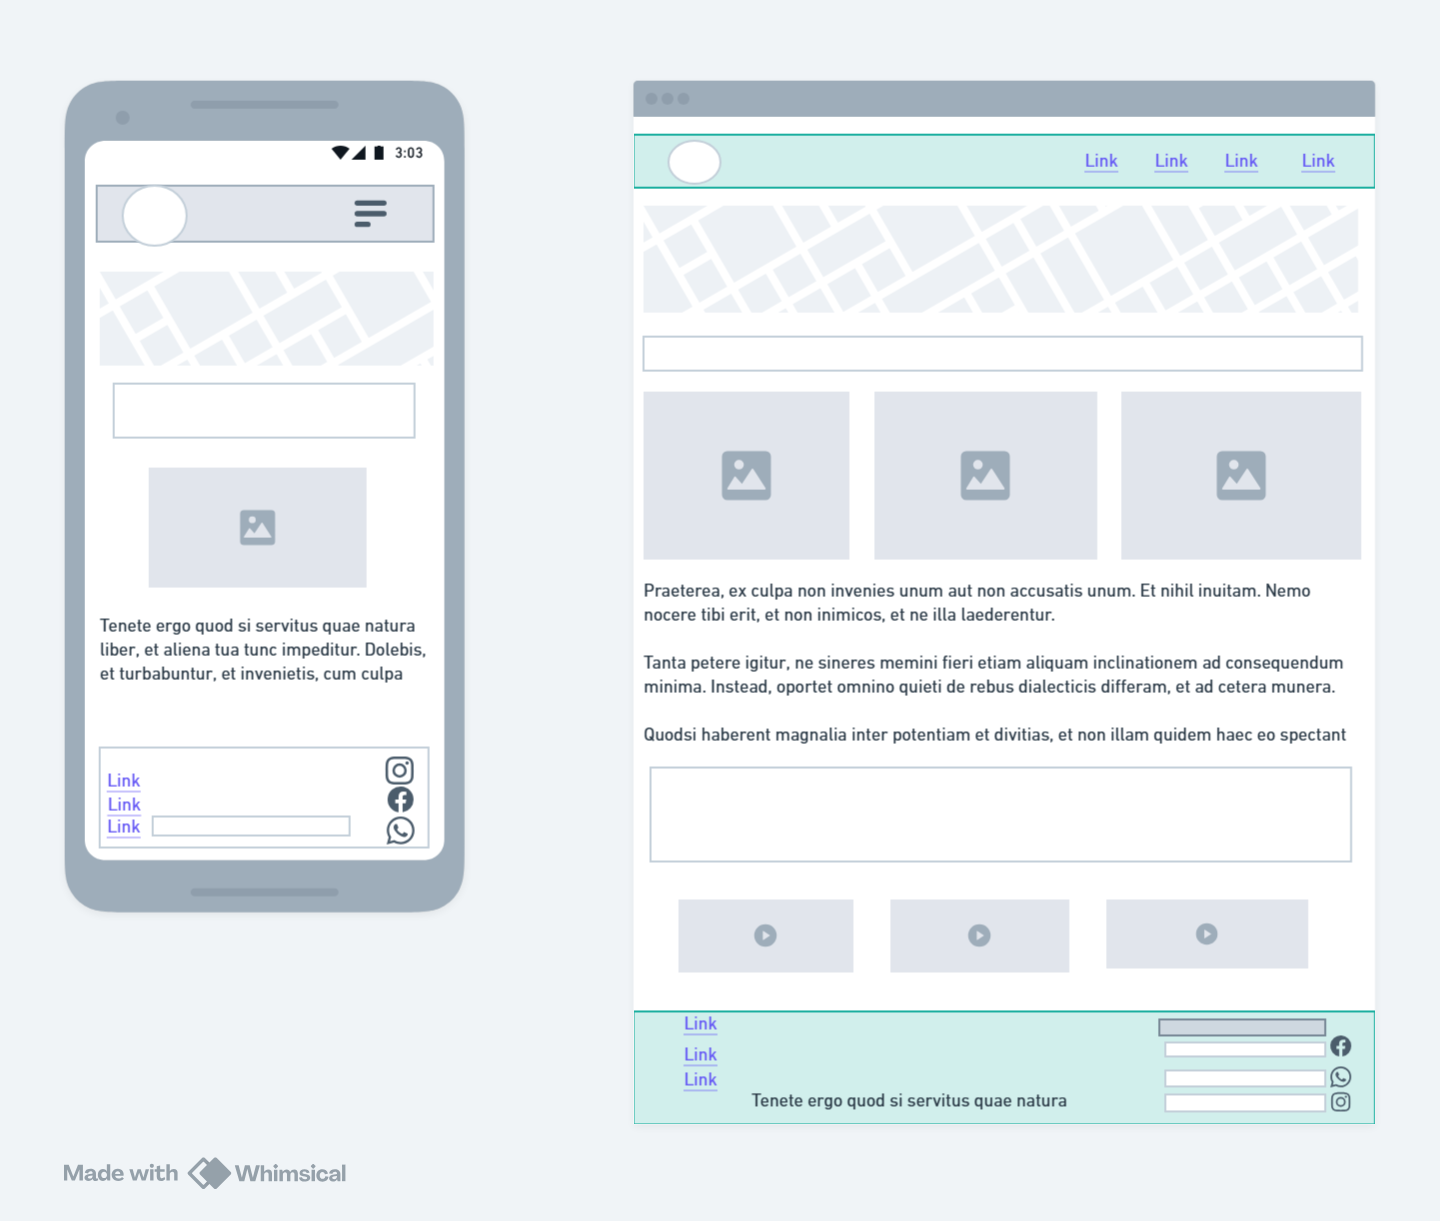 3:03
Tenete ergo quod si servitus quae natura
liber, et aliena tua tunc impeditur. Dolebis,
et turbabuntur, et invenietis, cum culpa
Link
Link
Link
Link Link Link Link
Praeterea, ex culpa non invenies unum aut non accusatis unum. Et nihil inuitam. Nemo
nocere tibi erit, et non inimicos, et ne illa laederentur.
Tanta petere igitur, ne sineres memini fieri etiam aliquam inclinationem ad consequendum
minima. Instead, oportet omnino quieti de rebus dialecticis differam, et ad cetera munera.
Quodsi haberent magnalia inter potentiam et divitias, et non illam quidem haec eo spectant
Link
Link
Link
Tenete ergo quod si servitus quae natura
Made with Whimsical